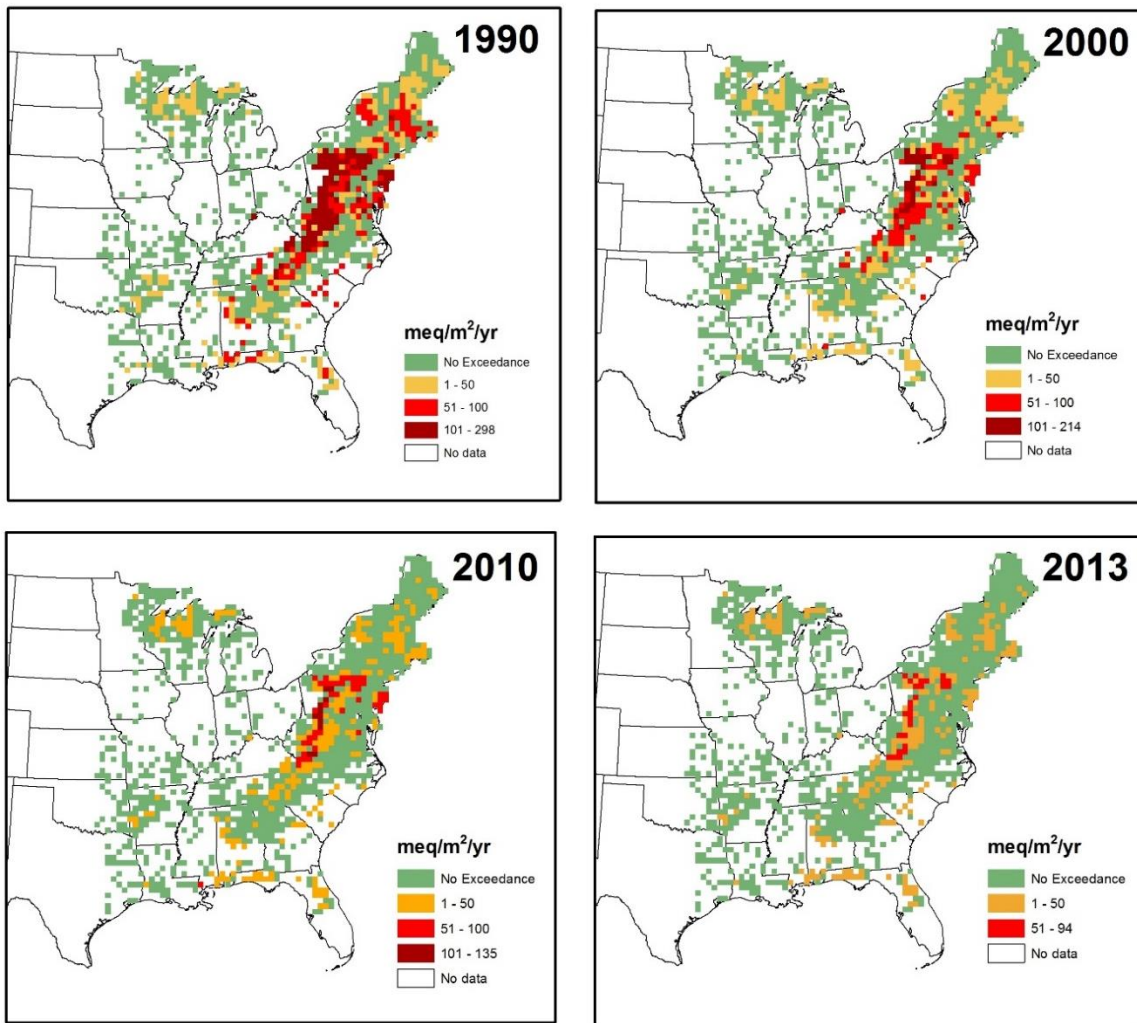 1990
meq/m²/yr
No Exceedance
1 - 50
51 - 100
101 - 298
No data
2000
meq/m²/yr
No Exceedance
1 - 50
51 - 100
101 - 214
No data
2010
meq/m²/yr
No Exceedance
1 - 50
51 - 100
101 - 135
No data
2013
meq/m²/yr
No Exceedance
1 - 50
51 - 94
No data